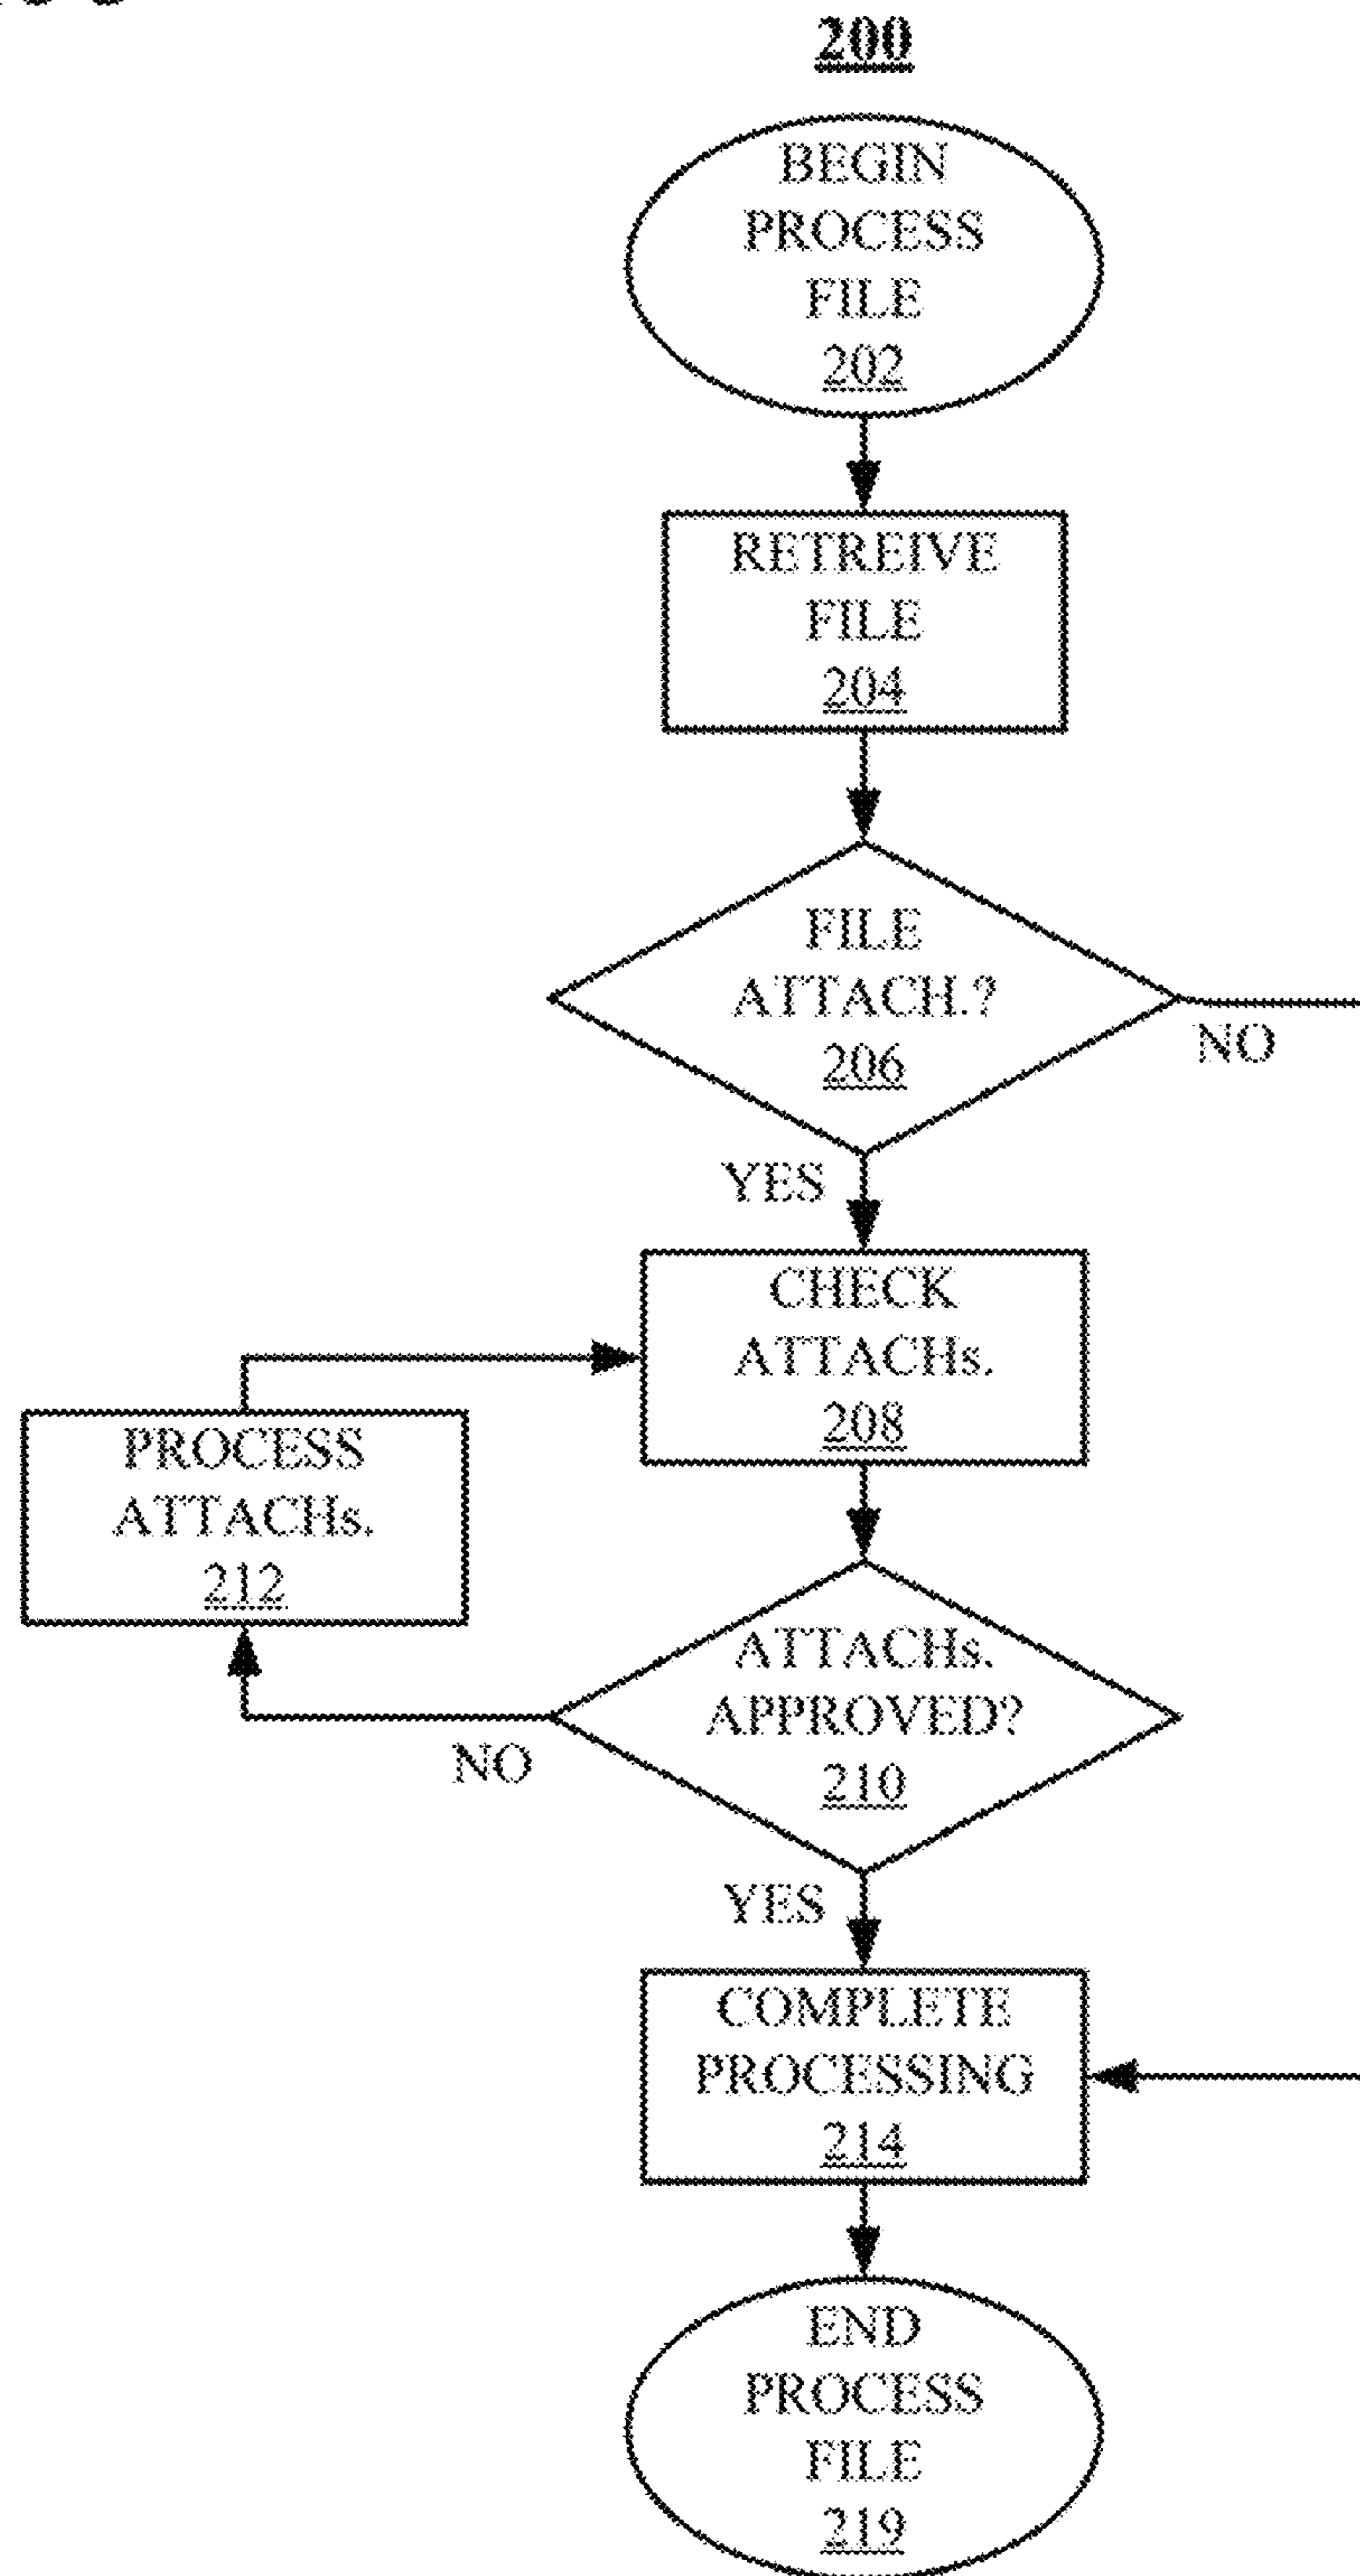 200
BEGIN
PROCESS
FILE
202
RETREIVE
FILE
204
FILE
ATTACH.?
206
NO
YES
CHECK
ATTACHs.
208
PROCESS
ATTACHs.
212
ATTACHs.
APPROVED?
210
NO
YES
COMPLETE
PROCESSING
214
END
PROCESS
FILE
219